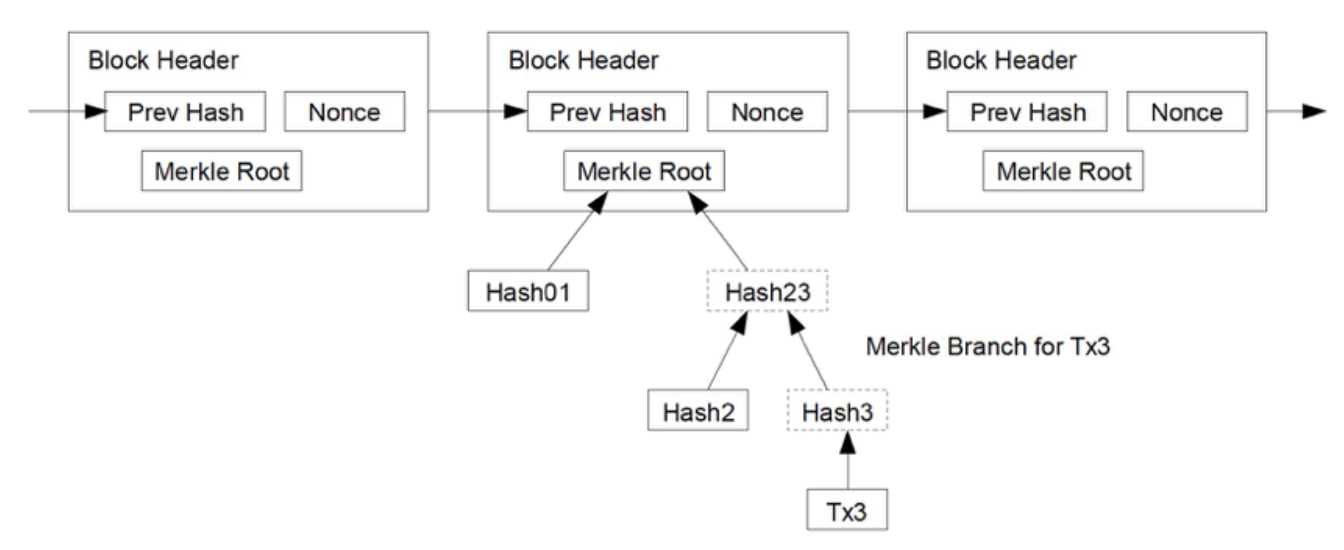 Block Header
Prev Hash
Nonce
Merkle Root
Block Header
Prev Hash
Nonce
Merkle Root
Block Header
Prev Hash
Nonce
Merkle Root
Hash01
Hash23
Merkle Branch for Tx3
Hash2
Hash3
Tx3